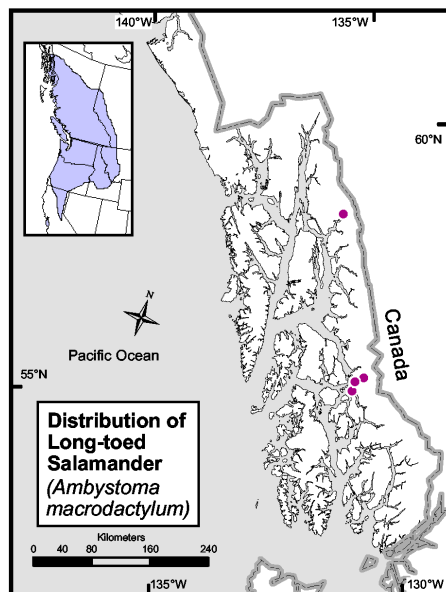 140°W
135°W
60°N
N
Canada
Pacific Ocean
55°N
Distribution of
Long-toed
Salamander
(Ambystoma
macrodactylum)
Kilometers
0 40 80 160 240
135°W
130°W